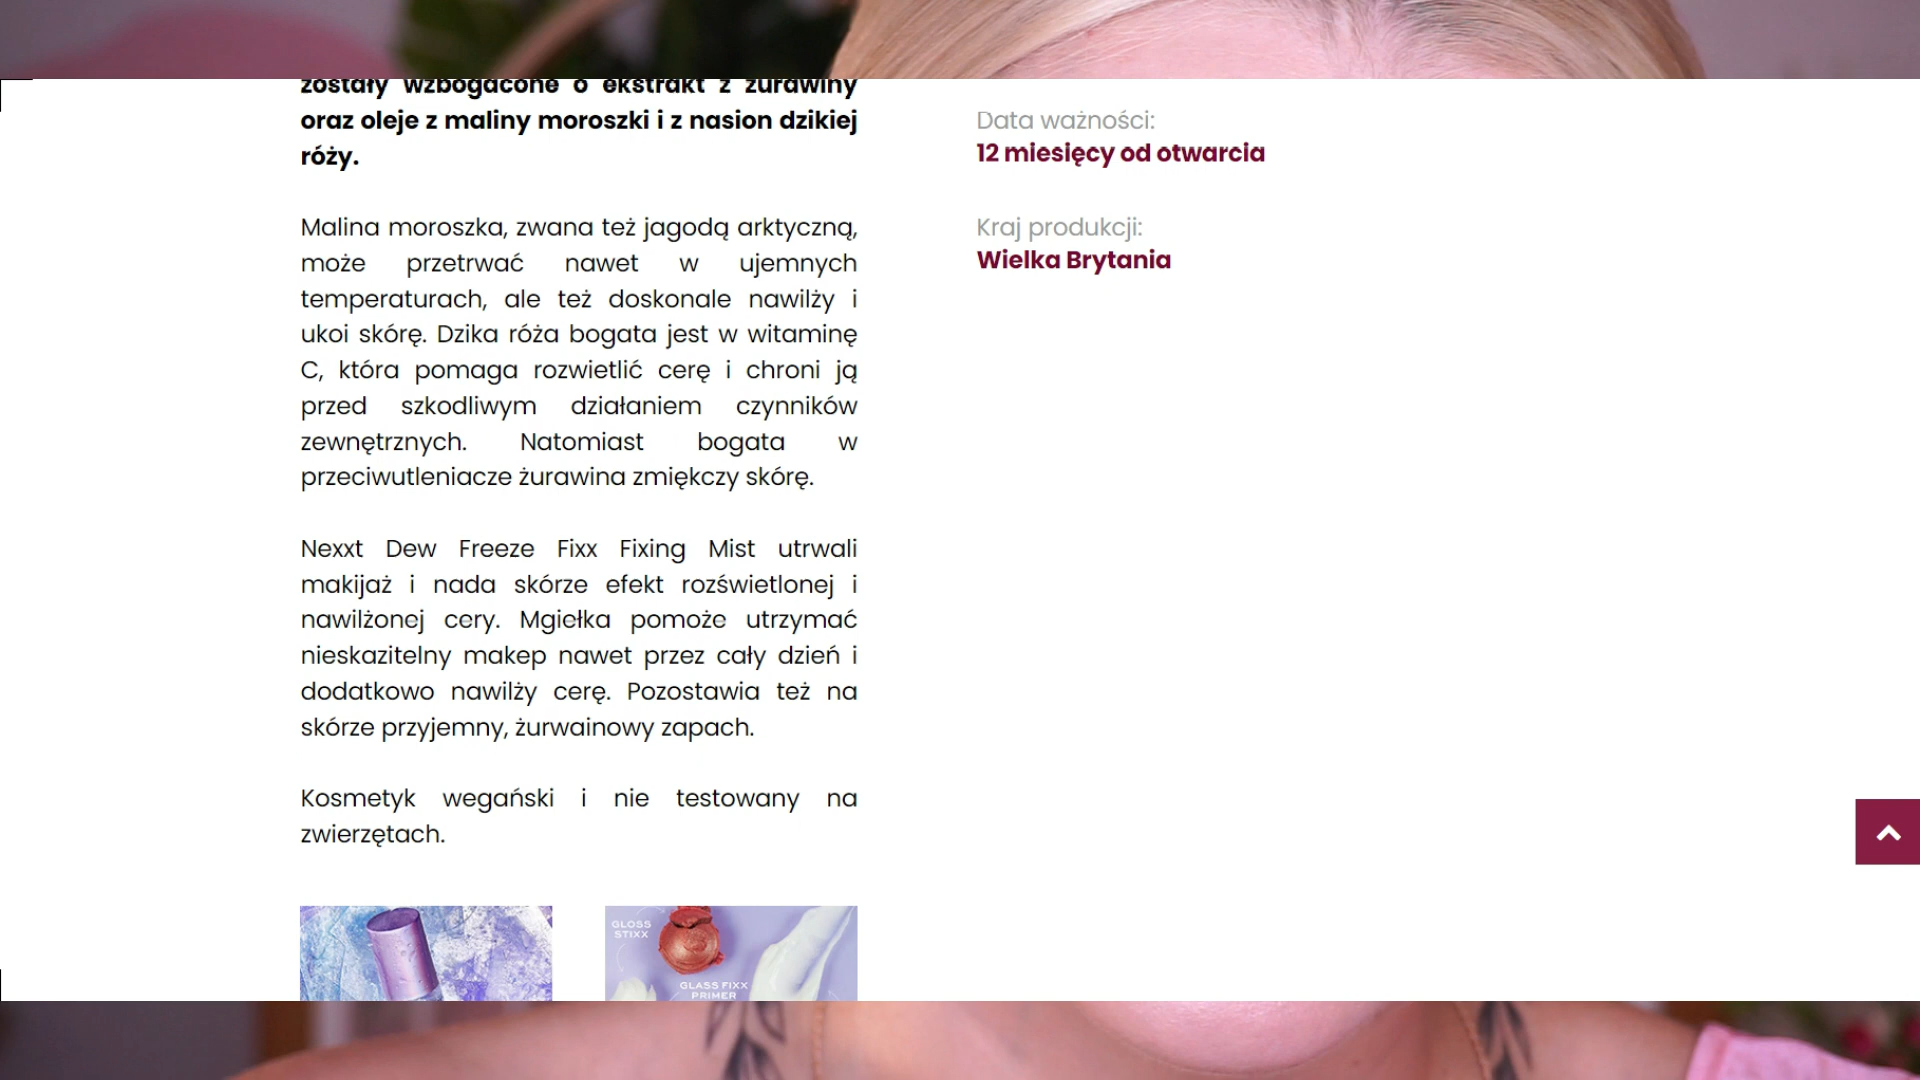 zostały wzbogacone o ekstrakt z żurawiny
oraz oleje z maliny moroszki i z nasion dzikiej
róży.
Malina moroszka, zwana też jagodą arktyczną,
może przetrwać nawet w ujemnych
temperaturach, ale też doskonale nawilży i
ukoi skórę. Dzika róża bogata jest w witaminę
C, która pomaga rozwietlić cerę i chroni ją
przed szkodliwym działaniem czynników
zewnętrznych. Natomiast bogata w
przeciwutleniacze żurawina zmiękczy skórę.
Nexxt Dew Freeze Fixx Fixing Mist utrwali
makijaż i nada skórze efekt rozświetlonej i
nawilżonej cery. Mgiełka pomoże utrzymać
nieskazitelny makep nawet przez cały dzień i
dodatkowo nawilży cerę. Pozostawia też na
skórze przyjemny, żurwainowy zapach.
Kosmetyk wegański i nie testowany na
zwierzętach.
GLOSS
STIXX
GLASS FIXX
PRIMER
Data ważności:
12 miesięcy od otwarcia
Kraj produkcji:
Wielka Brytania